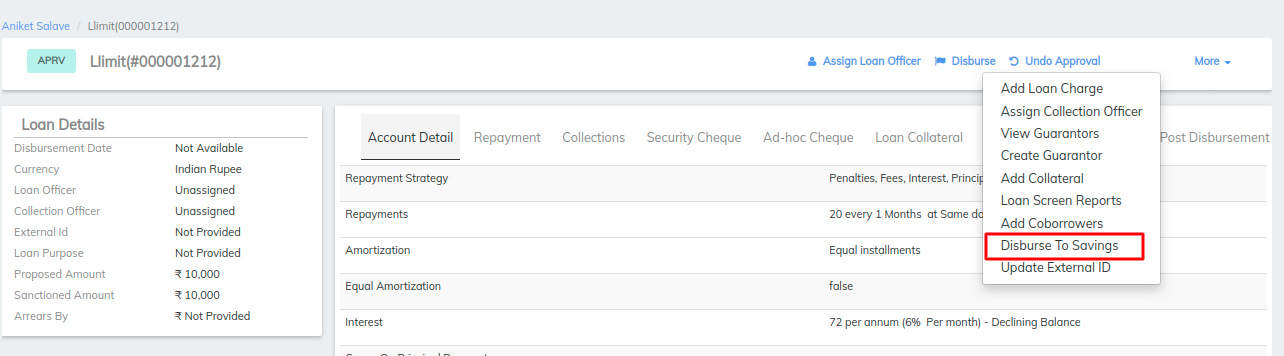 Aniket Salave / Llimit(000001212)
APRV Llimit(#000001212) Assign Loan Officer Disburse Undo Approval More
Add Loan Charge
Assign Collection Officer
View Guarantors
Create Guarantor
Add Collateral
Loan Screen Reports
Add Coborrowers
Disburse To Savings
Update External ID
Loan Details
Disbursement Date Not Available
Currency Indian Rupee
Loan Officer Unassigned
Collection Officer Unassigned
External Id Not Provided
Loan Purpose Not Provided
Proposed Amount ₹ 10,000
Sanctioned Amount ₹ 10,000
Arrears By ₹ Not Provided
Account Detail Repayment Collections Security Cheque Ad-hoc Cheque Loan Collateral Post Disbursement
Repayment Strategy Penalties, Fees, Interest,
Repayments 20 every 1 Months at Same
Amortization Equal installments
Equal Amortization false
Interest 72 per annum (6% Per month) - Declining Balance